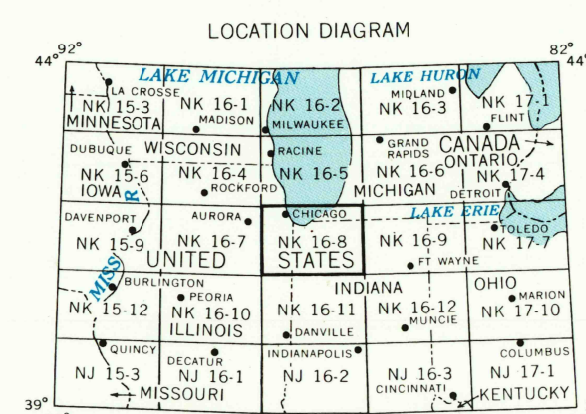 LOCATION DIAGRAM
44° 92° 82° 44
LAKE MICHIGAN LAKE HURON
LA CROSSE MIDLAND
NK 15-3 NK 16-1 NK 16-2 NK 16-3 NK 17-1
MINNESOTA MADISON MILWAUKEE FLINT
DUBUQUE WISCONSIN RACINE GRAND RAPIDS CANADA
ONTARIO
NK 15-6 NK 16-4 NK 16-5 NK 16-6 NK 17-4
IOWA R ROCKFORD MICHIGAN DETROIT
DAVENPORT AURORA CHICAGO LAKE ERIE
TOLEDO
NK 15-9 NK 16-7 NK 16-8 NK 16-9 NK 17-7
MISS UNITED STATES FT WAYNE
BURLINGTON INDIANA OHIO
PEORIA MARION
NK 15-12 NK 16-10 NK 16-11 NK 16-12 NK 17-10
ILLINOIS DANVILLE MUNCIE
QUINCY DECATUR INDIANAPOLIS COLUMBUS
NJ 15-3 NJ 16-1 NJ 16-2 NJ 16-3 NJ 17-1
MISSOURI CINCINNATI KENTUCKY
39°